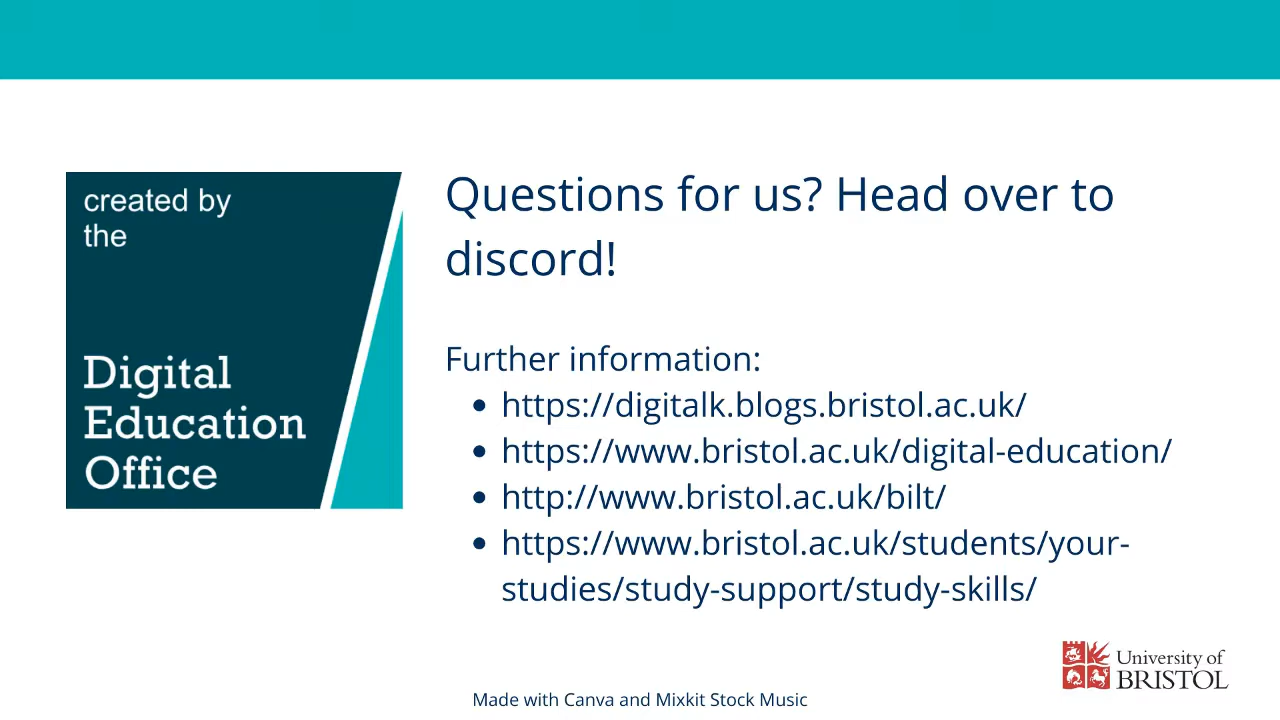 created by
the
Digital
Education
Office
Questions for us? Head over to
discord!
Further information:
• https://digitalk.blogs.bristol.ac.uk/
• https://www.bristol.ac.uk/digital-education/
• http://www.bristol.ac.uk/bilt/
• https://www.bristol.ac.uk/students/your-
studies/study-support/study-skills/
University of
BRISTOL
Made with Canva and Mixkit Stock Music